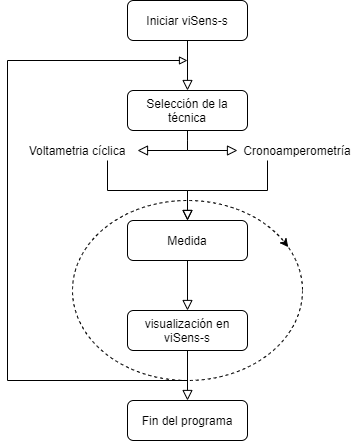 Iniciar viSens-s
Selección de la
técnica
Voltametria cíclica
Cronoamperometría
Medida
visualización en
viSens-s
Fin del programa